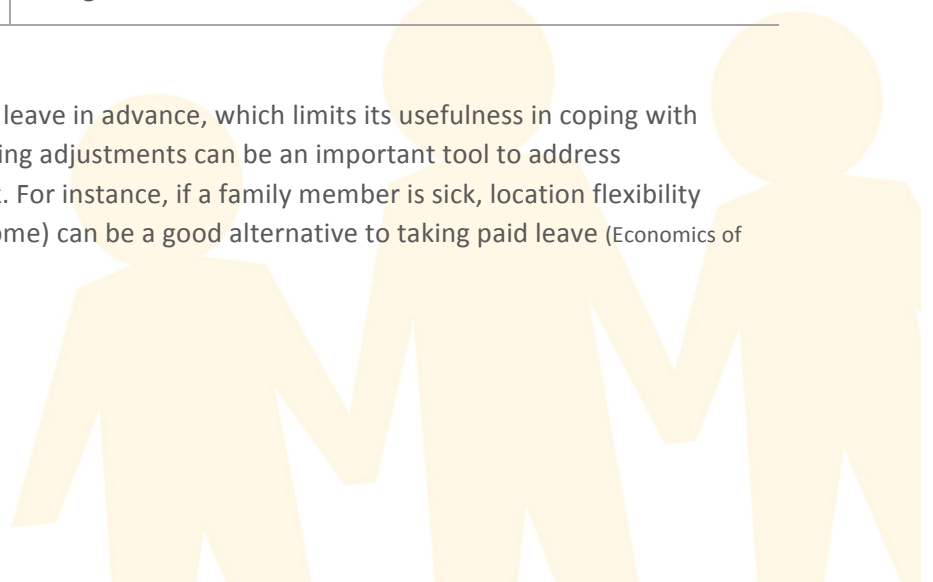 leave in advance, which limits its usefulness in coping with
ing adjustments can be an important tool to address
. For instance, if a family member is sick, location flexibility
ome) can be a good alternative to taking paid leave (Economics of